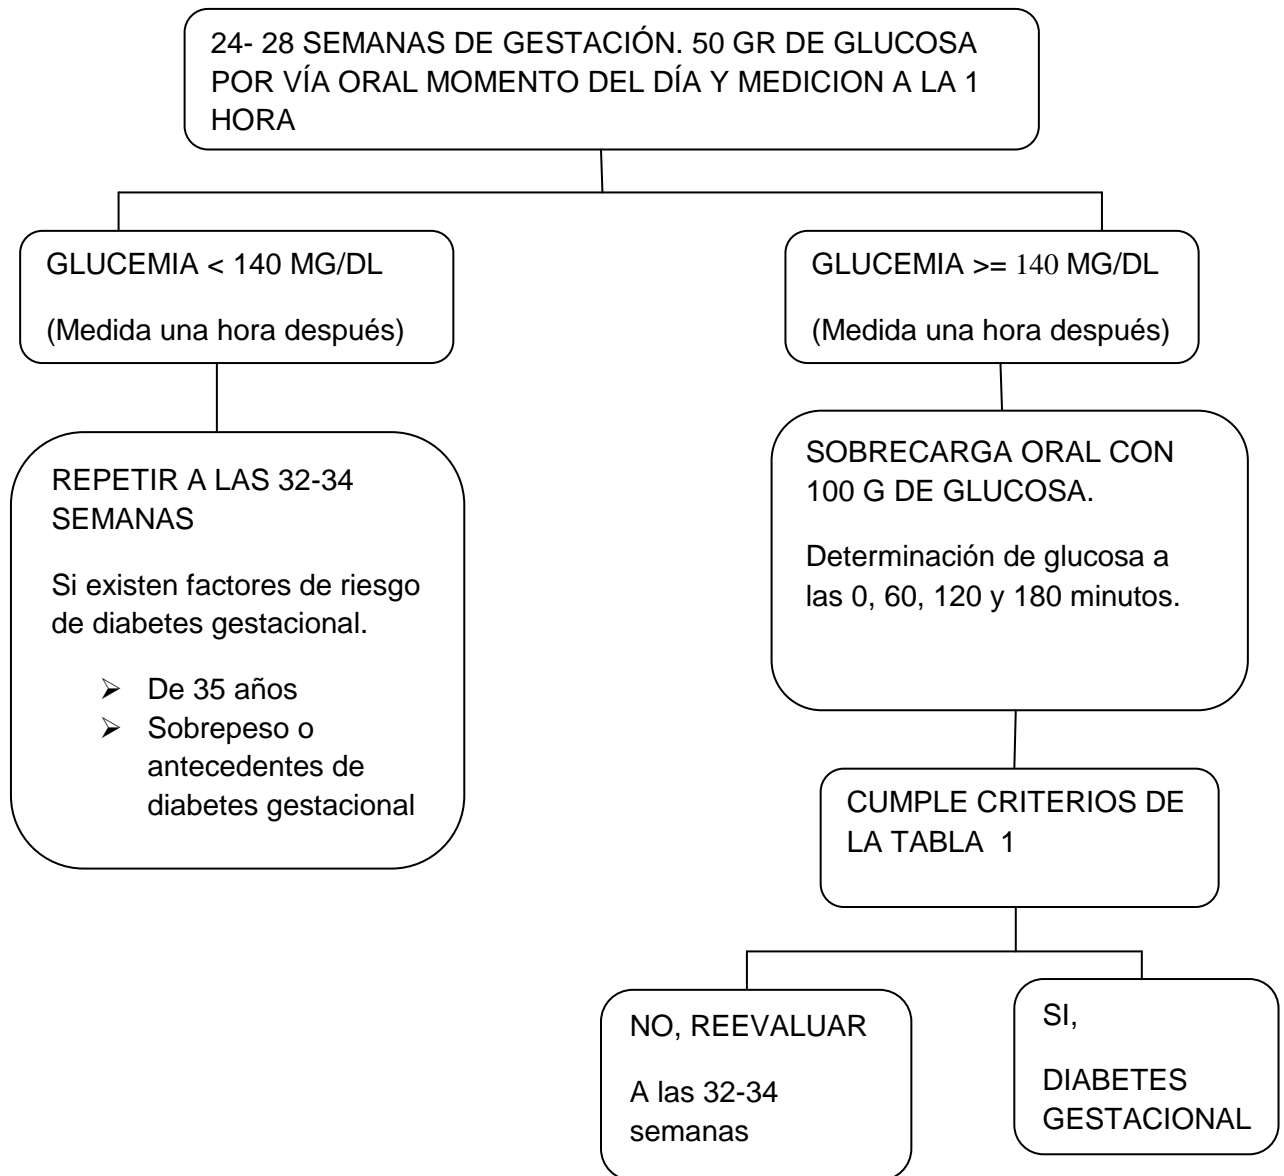 24- 28 SEMANAS DE GESTACIÓN. 50 GR DE GLUCOSA
POR VÍA ORAL MOMENTO DEL DÍA Y MEDICION A LA 1
HORA
GLUCEMIA < 140 MG/DL
(Medida una hora después)
GLUCEMIA >= 140 MG/DL
(Medida una hora después)
REPETIR A LAS 32-34
SEMANAS
Si existen factores de riesgo
de diabetes gestacional.
➢ De 35 años
➢ Sobrepeso o
antecedentes de
diabetes gestacional
SOBRECARGA ORAL CON
100 G DE GLUCOSA.
Determinación de glucosa a
las 0, 60, 120 y 180 minutos.
CUMPLE CRITERIOS DE
LA TABLA 1
NO, REEVALUAR
A las 32-34
semanas
SI,
DIABETES
GESTACIONAL